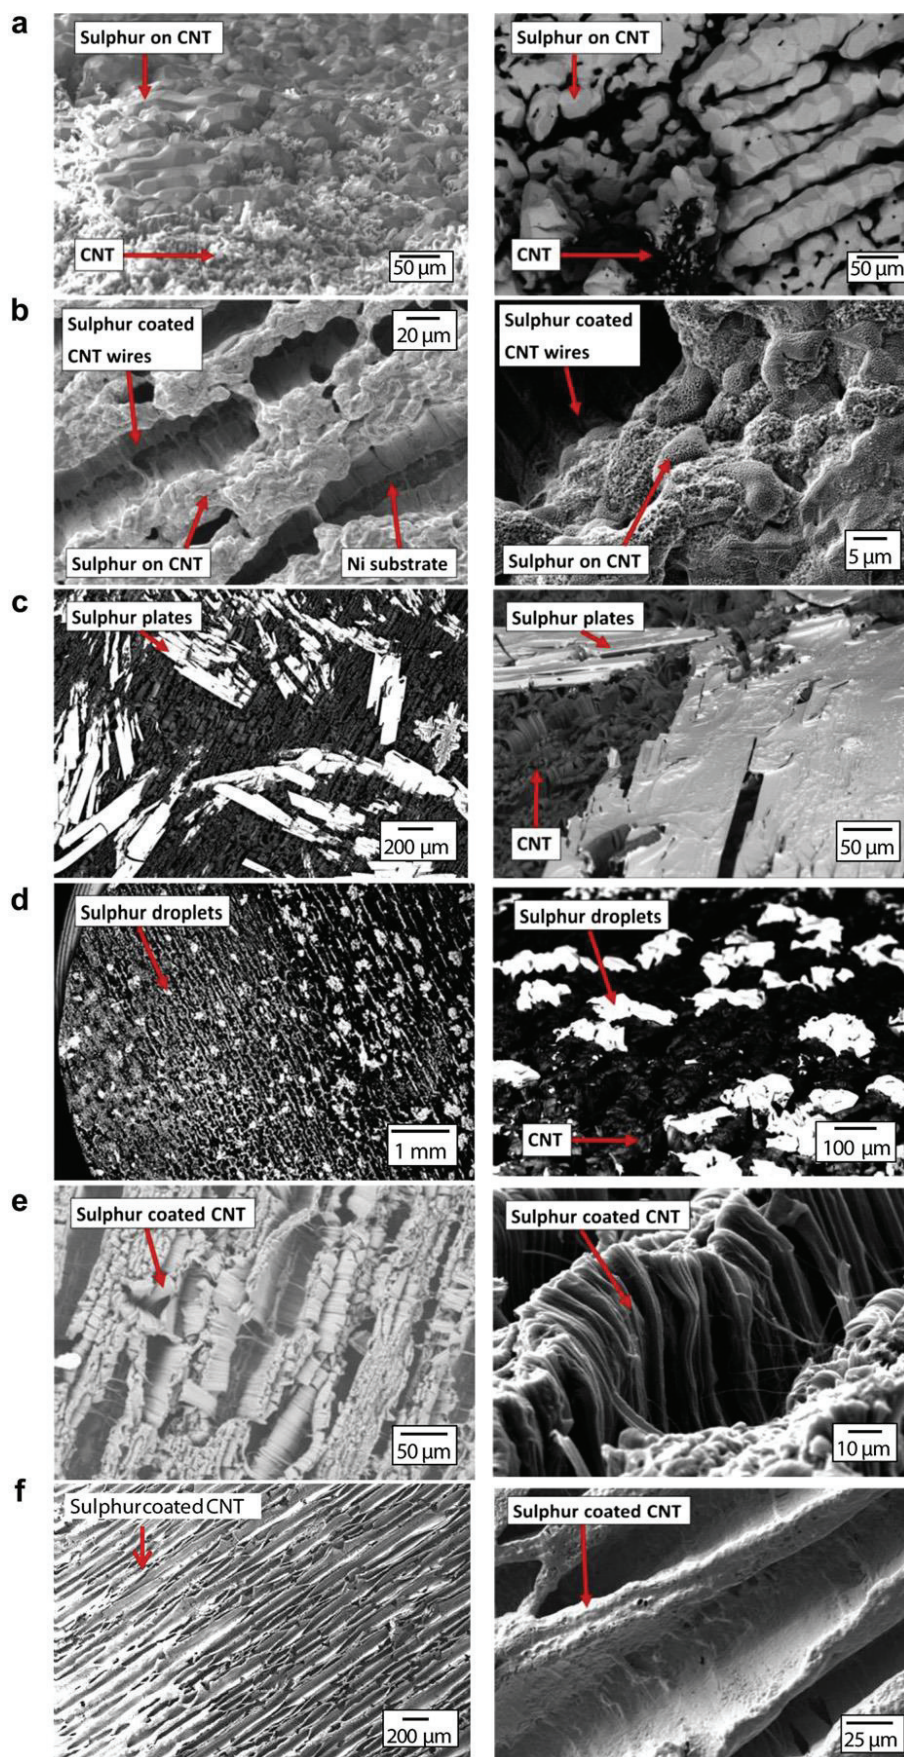 a
Sulphur on CNT
CNT
50 µm
Sulphur on CNT
CNT
50 µm
b
Sulphur coated
CNT wires
20 µm
Sulphur on CNT
Ni substrate
Sulphur coated
CNT wires
Sulphur on CNT
5 µm
c
Sulphur plates
200 µm
Sulphur plates
CNT
50 µm
d
Sulphur droplets
1 mm
Sulphur droplets
CNT
100 µm
e
Sulphur coated CNT
50 µm
Sulphur coated CNT
10 µm
f
Sulphurcoated CNT
200 µm
Sulphur coated CNT
25 µm